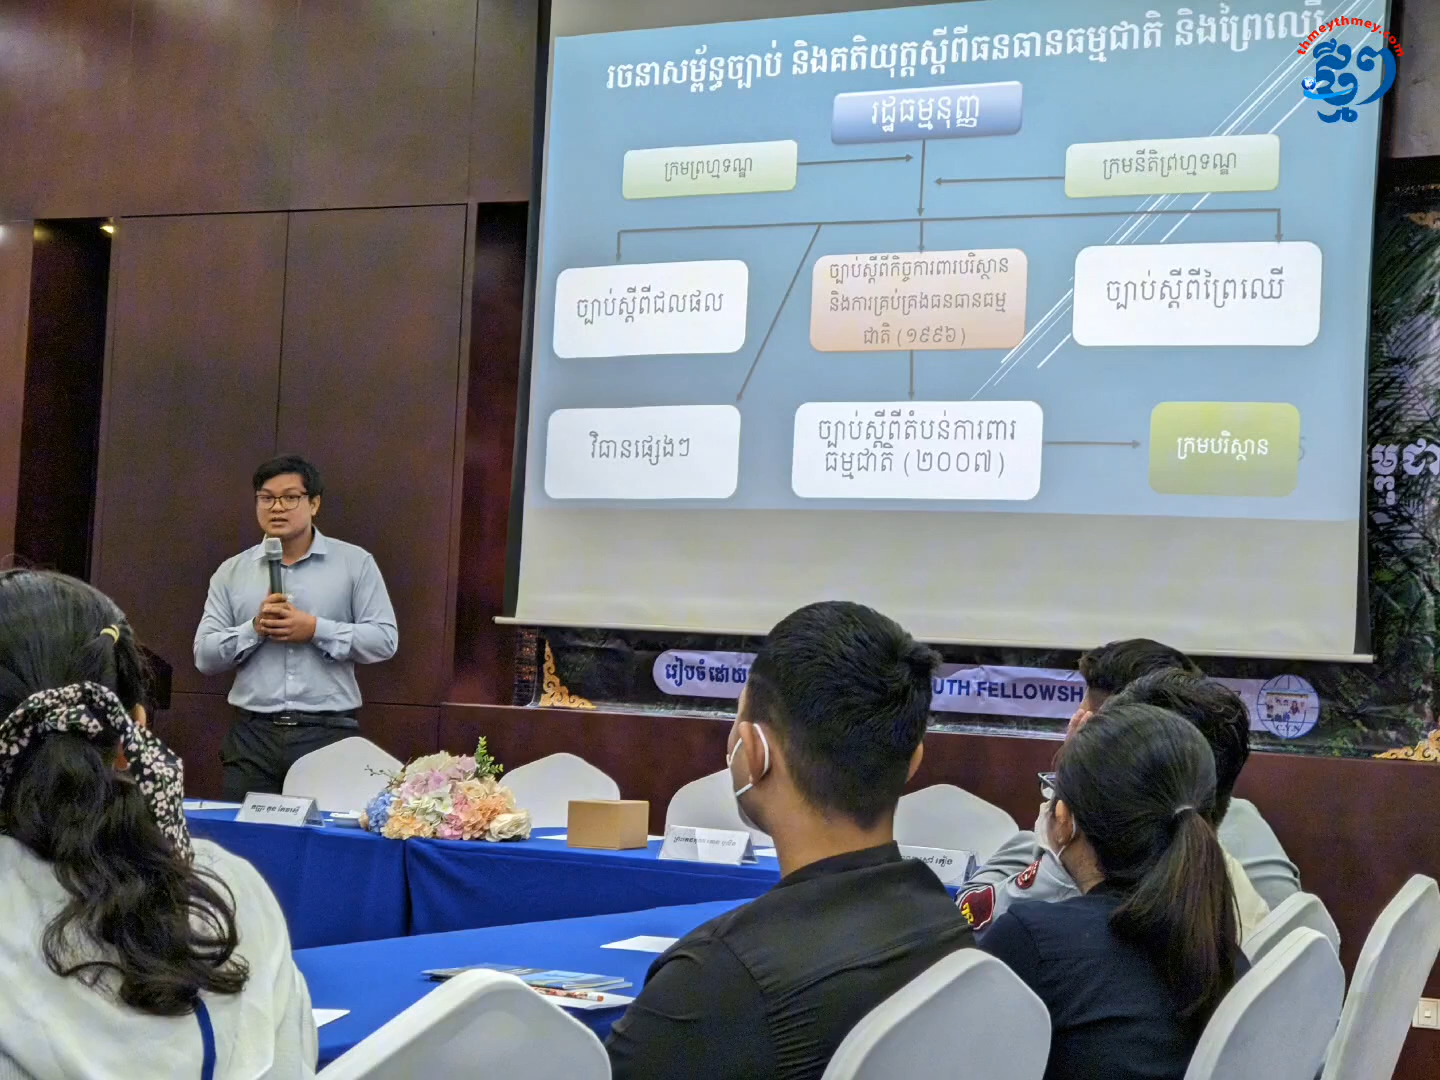 thmeythmey.com
រចនាសម្ព័ន្ធច្បាប់ និងគតិយុត្តស្តីពីធនធានធម្មជាតិ និងព្រៃឈើ
រដ្ឋធម្មនុញ្ញ
ក្រមព្រហ្មទណ្ឌ
ក្រមនីតិព្រហ្មទណ្ឌ
ច្បាប់ស្តីពីជលផល
ច្បាប់ស្តីពីកិច្ចការពារបរិស្ថាន
និងការគ្រប់គ្រងធនធានធម្ម
ជាតិ (១៩៩៦)
ច្បាប់ស្តីពីព្រៃឈើ
វិធានផ្សេងៗ
ច្បាប់ស្តីពីតំបន់ការពារ
ធម្មជាតិ (២០០៧)
ក្រមបរិស្ថាន
រៀបចំដោយ
UTH FELLOWSH